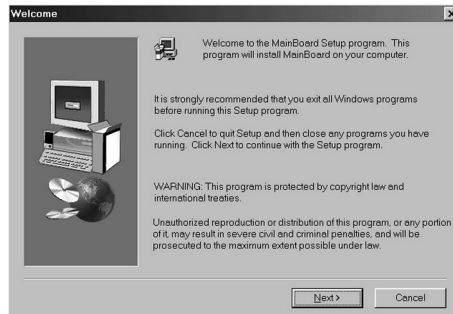 Welcome
Welcome to the MainBoard Setup program. This
program will install MainBoard on your computer.
It is strongly recommended that you exit all Windows programs
before running this Setup program.
Click Cancel to quit Setup and then close any programs you have
running. Click Next to continue with the Setup program.
WARNING: This program is protected by copyright law and
international treaties.
Unauthorized reproduction or distribution of this program, or any portion
of it, may result in severe civil and criminal penalties, and will be
prosecuted to the maximum extent possible under law.
Next >
Cancel